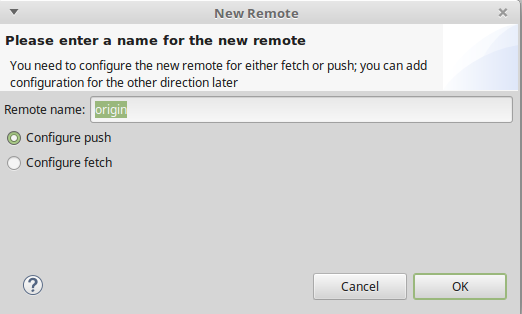 New Remote
Please enter a name for the new remote
You need to configure the new remote for either fetch or push; you can add
configuration for the other direction later
Remote name: origin
Configure push
Configure fetch
? Cancel OK